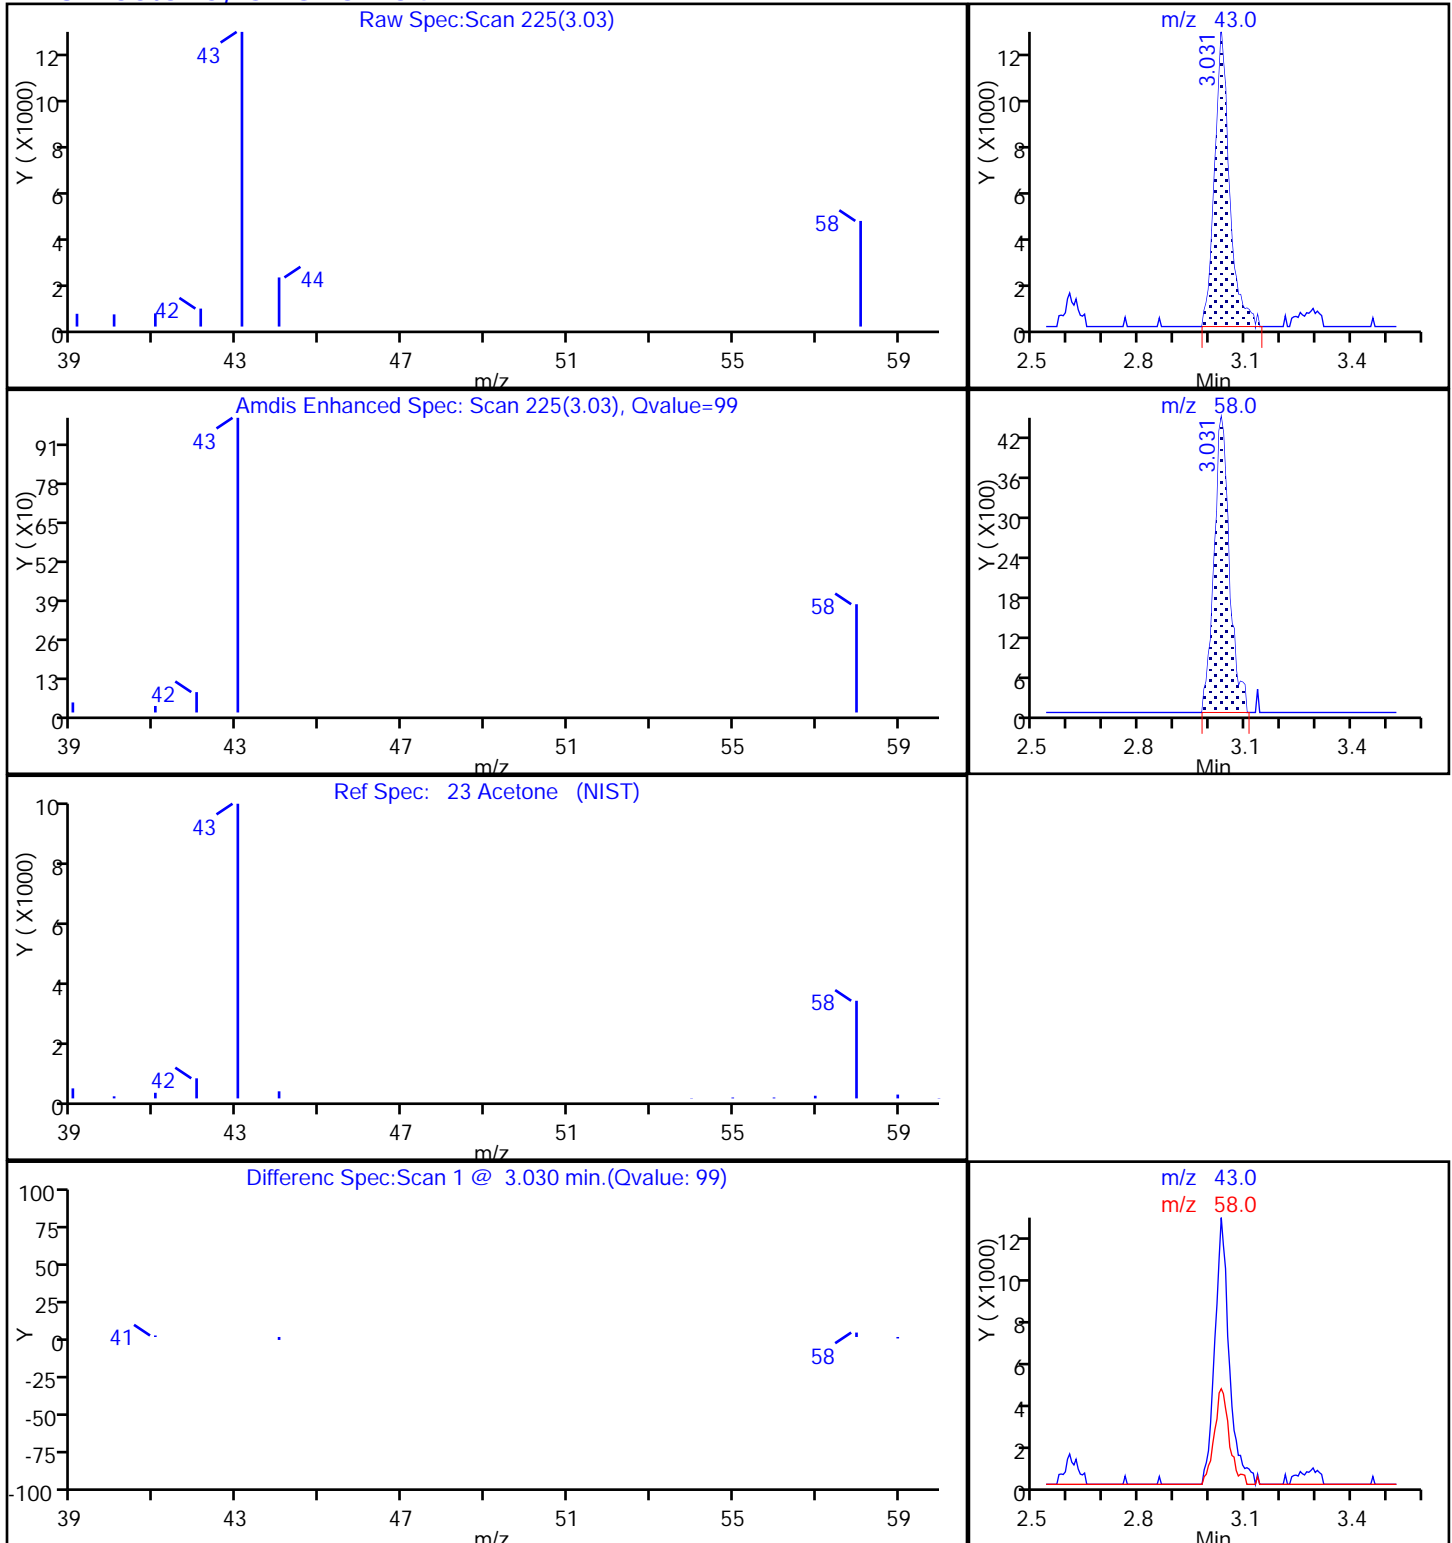 Raw Spec:Scan 225(3.03)
Y ( X1000)
12
10
8
6
4
2
0
43
42
44
58
39 43 47 51 55 59
m/z
m/z 43.0
Y ( X1000)
12
10
8
6
4
2
0
3.031
2.5 2.8 3.1 3.4
Min
Amdis Enhanced Spec: Scan 225(3.03), Qvalue=99
Y ( X10)
91
78
65
52
39
26
13
0
43
42
58
39 43 47 51 55 59
m/z
m/z 58.0
Y ( X100)
42
36
30
24
18
12
6
0
3.031
2.5 2.8 3.1 3.4
Min
Ref Spec: 23 Acetone (NIST)
Y ( X1000)
10
8
6
4
2
0
43
42
58
39 43 47 51 55 59
m/z
Differenc Spec:Scan 1 @ 3.030 min.(Qvalue: 99)
Y
100
75
50
25
0
-25
-50
-75
-100
41
58
39 43 47 51 55 59
m/z
m/z 43.0
m/z 58.0
Y ( X1000)
12
10
8
6
4
2
0
2.5 2.8 3.1 3.4
Min